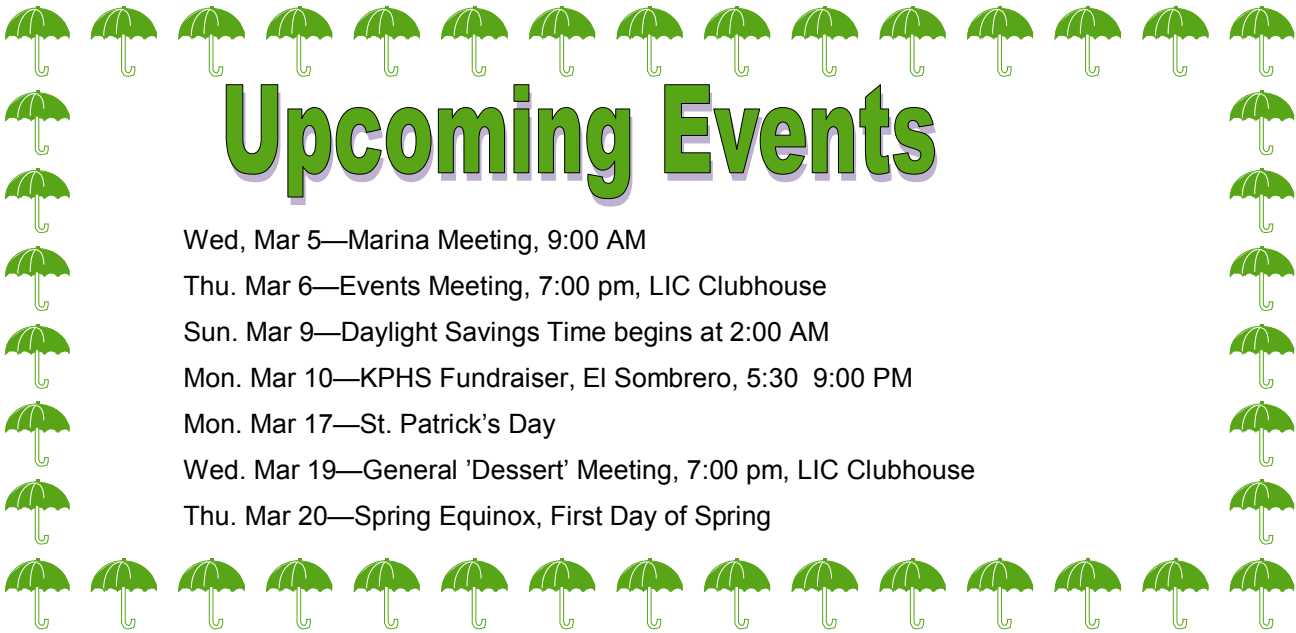 Upcoming Events
Wed, Mar 5—Marina Meeting, 9:00 AM
Thu. Mar 6—Events Meeting, 7:00 pm, LIC Clubhouse
Sun. Mar 9—Daylight Savings Time begins at 2:00 AM
Mon. Mar 10—KPHS Fundraiser, El Sombrero, 5:30  9:00 PM
Mon. Mar 17—St. Patrick’s Day
Wed. Mar 19—General ’Dessert’ Meeting, 7:00 pm, LIC Clubhouse
Thu. Mar 20—Spring Equinox, First Day of Spring